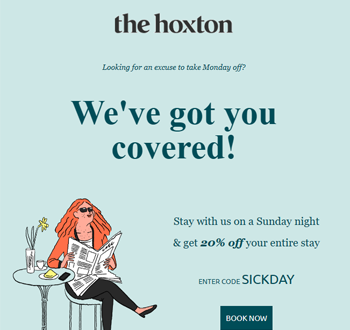 the hoxton
Looking for an excuse to take Monday off?
We've got you
covered!
Stay with us on a Sunday night
& get 20% off your entire stay
ENTER CODE SICKDAY
BOOK NOW